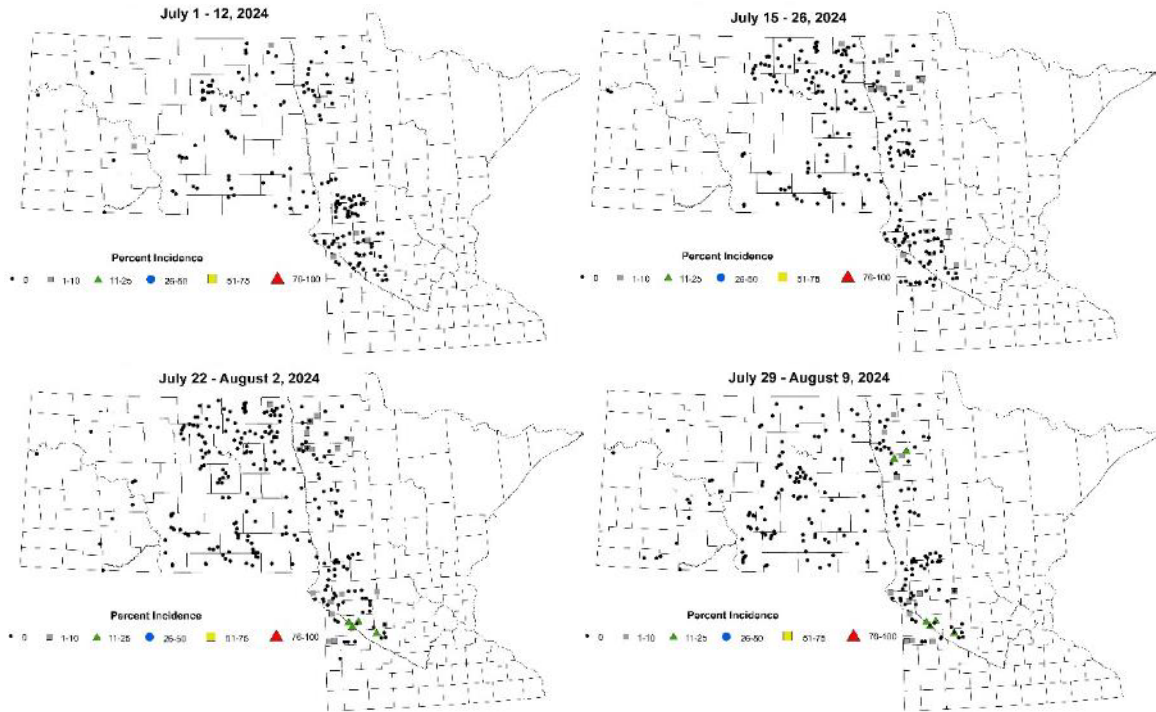 July 1 - 12, 2024
Percent Incidence
0 1-10 11-25 26-50 51-75 76-100
July 15 - 26, 2024
Percent Incidence
0 1-10 11-25 26-50 51-75 76-100
July 22 - August 2, 2024
Percent Incidence
0 1-10 11-25 26-50 51-75 76-100
July 29 - August 9, 2024
Percent Incidence
0 1-10 11-25 26-50 51-75 76-100